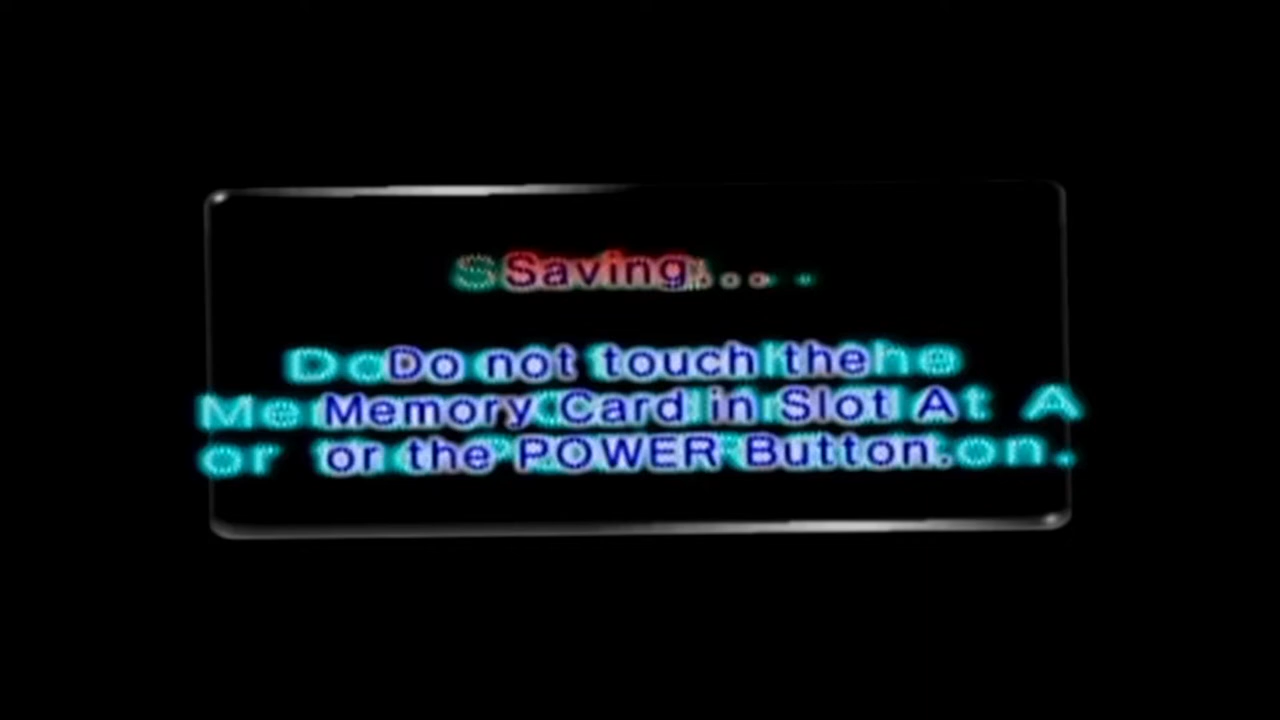 Saving...
Do not touch the
Memory Card in Slot A
or the POWER Button.